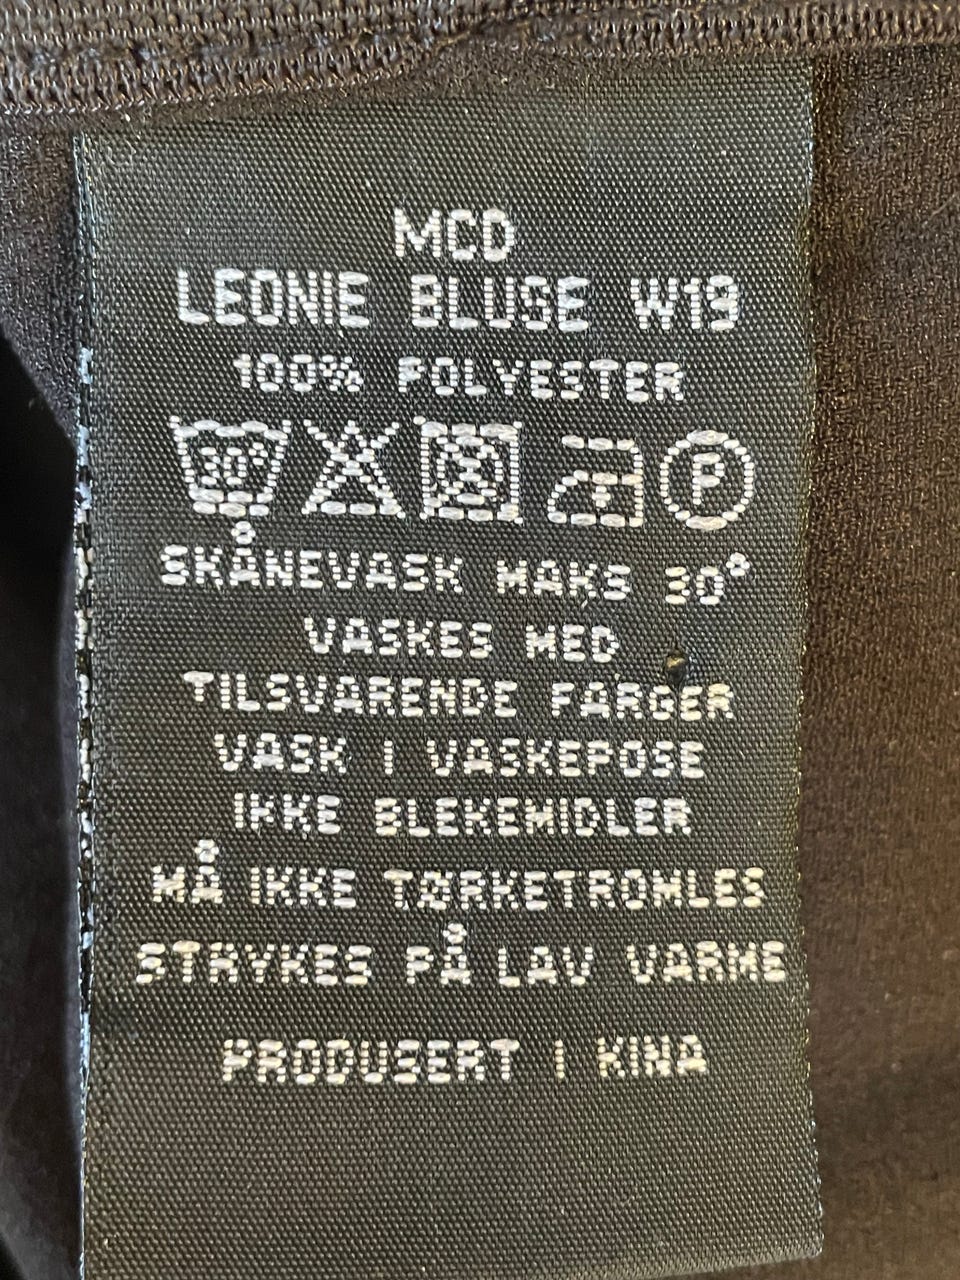 MCD
LEONIE BLUSE W19
100% POLYESTER
30° P
SKÅNEVASK MAKS 30°
VASKES MED
TILSVARENDE FARGER
VASK I VASKEPOSE
IKKE BLEKEMIDLER
MÅ IKKE TØRKETROMLES
STRYKES PÅ LAV VARME
PRODUSERT I KINA